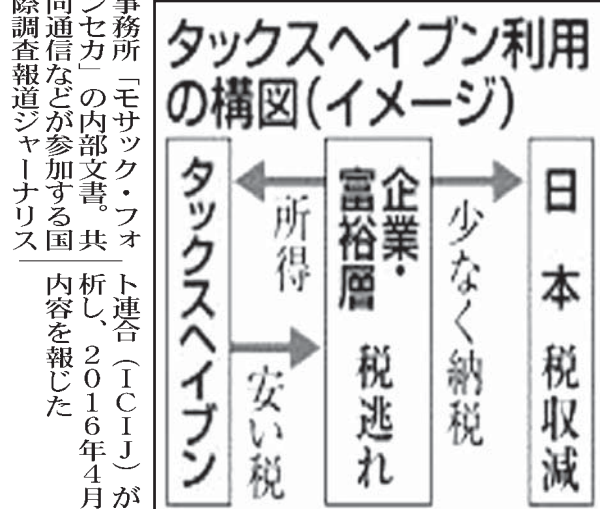 タックスヘイブン利用
の構図(イメージ)
日本 税収減
少なく納税
企業・
富裕層 税逃れ
所得
安い税
タックスヘイブン
事務所「モサック・フォ
ンセカ」の内部文書。共
同通信などが参加する国
際調査報道ジャーナリス
ト連合(ICIJ)が
析し、2016年4月
内容を報じた